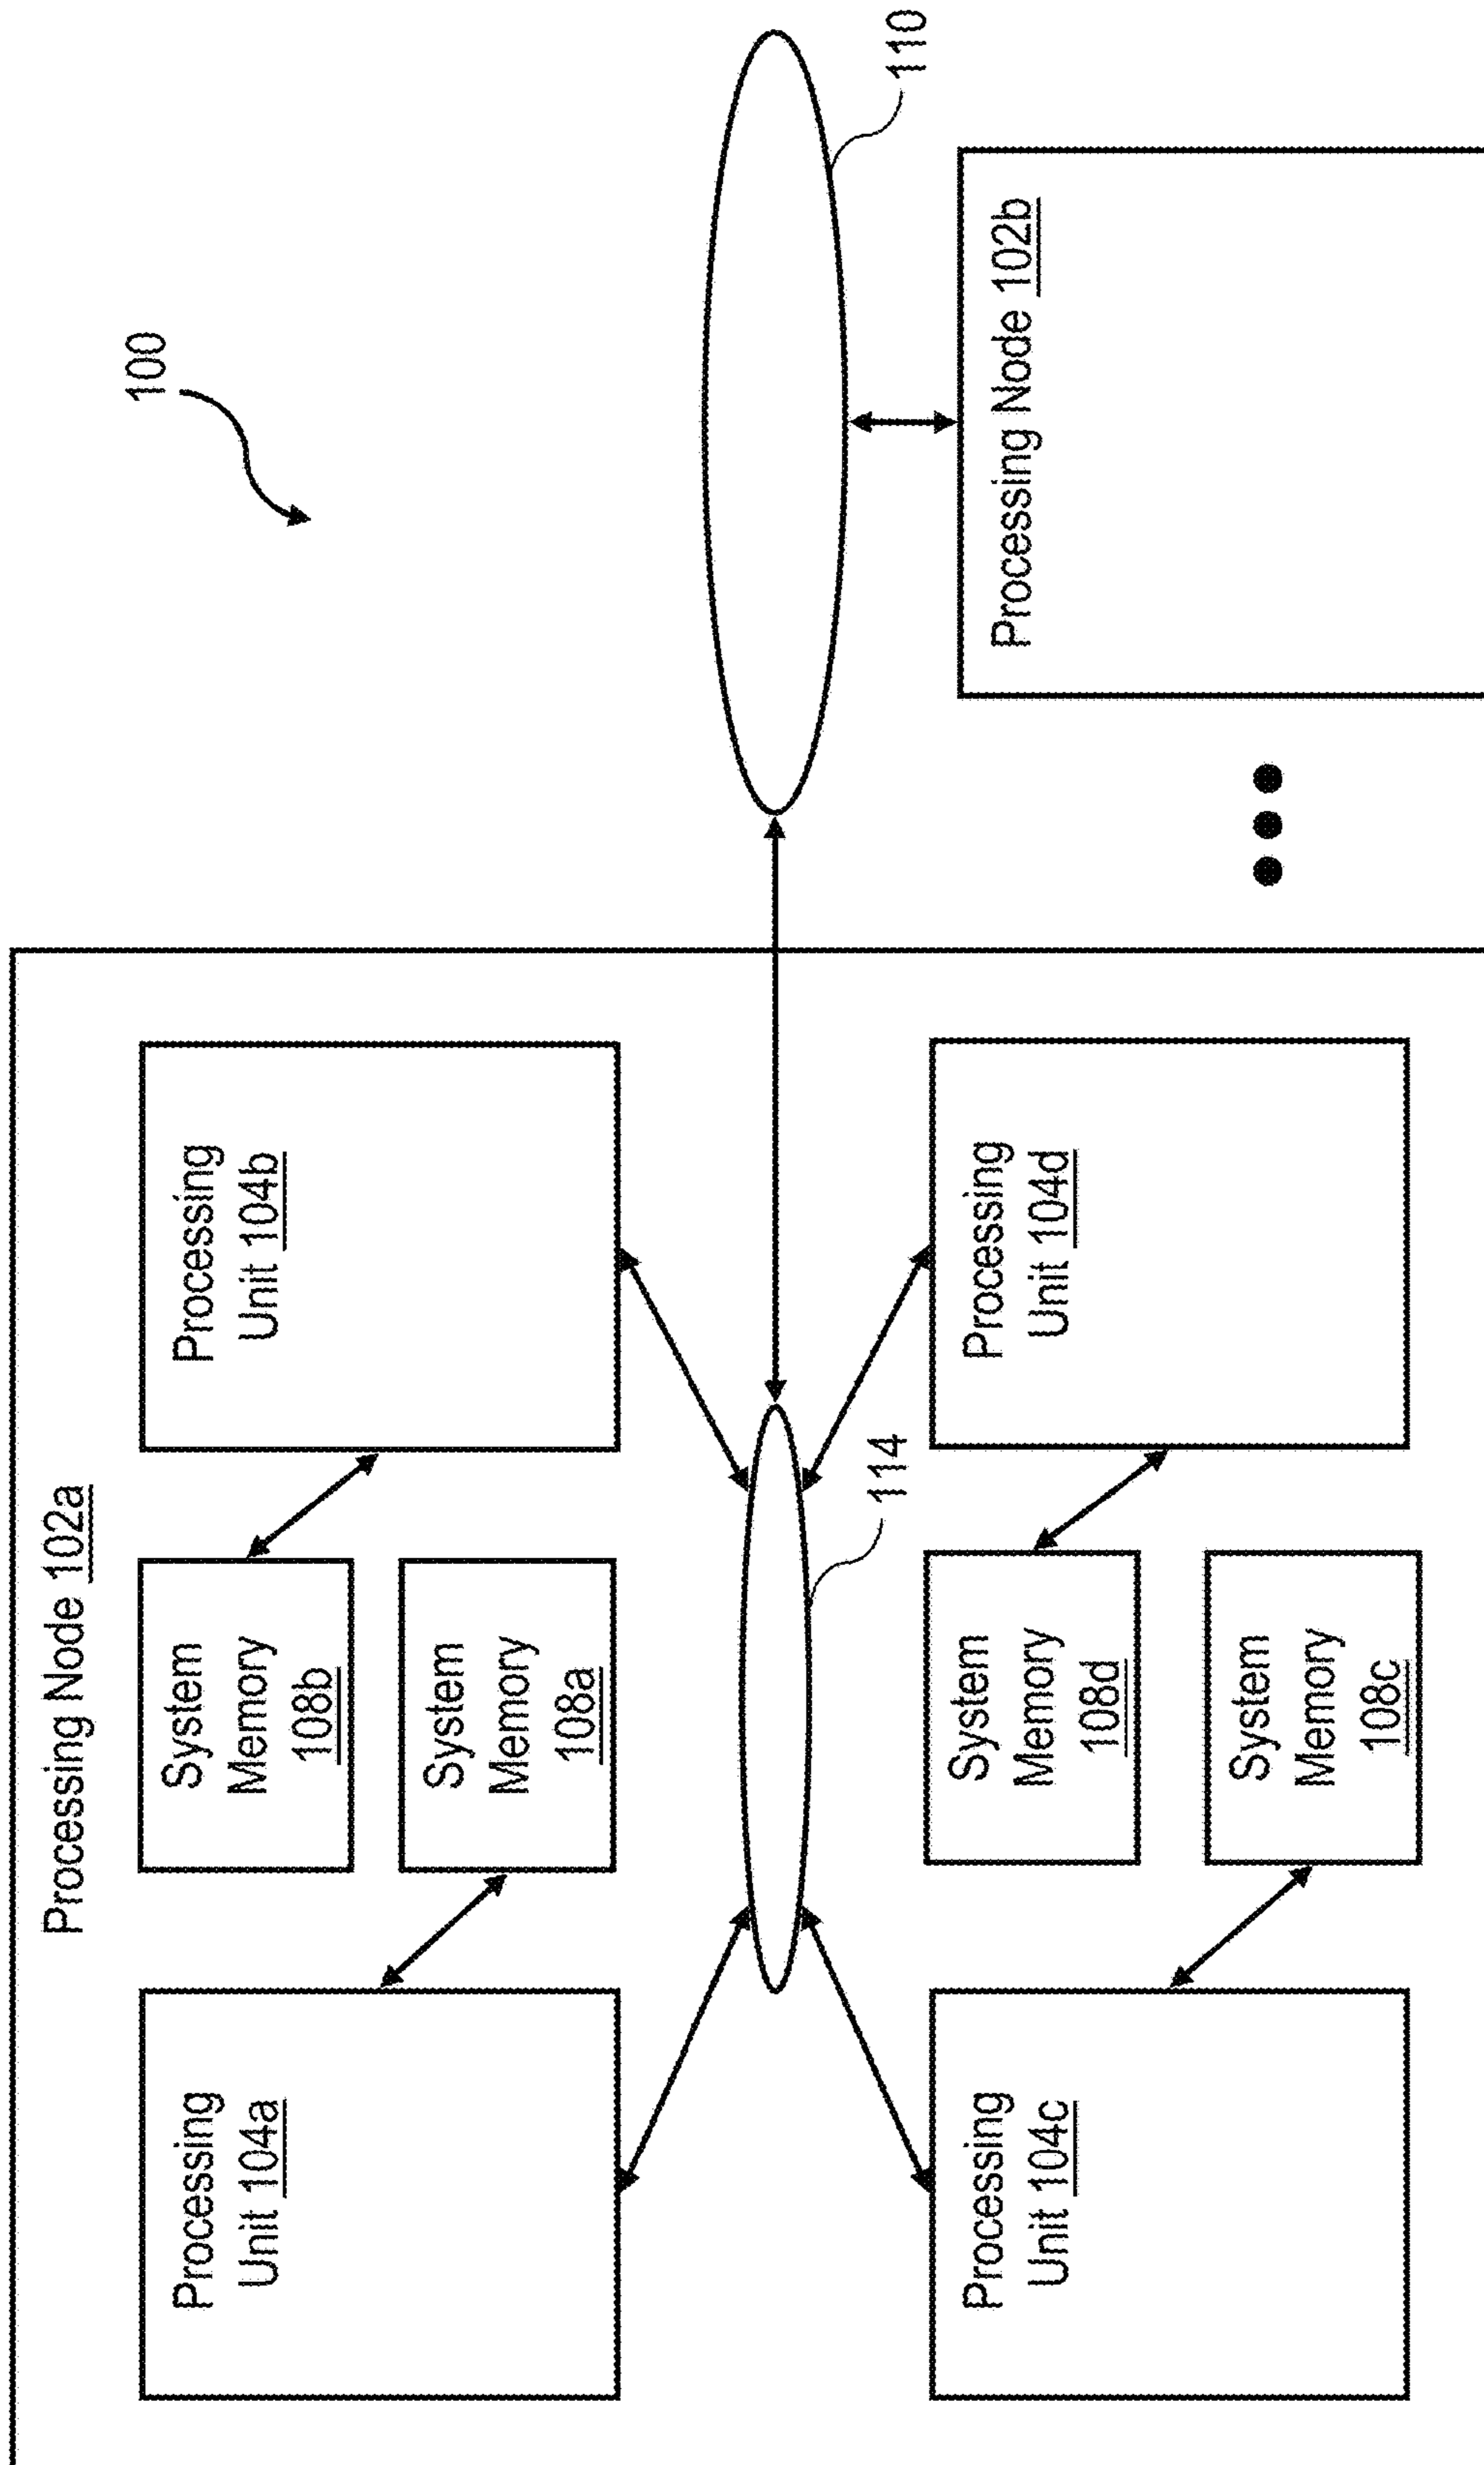 100
Processing Node 102a
Processing
Unit 104a
System
Memory
108b
System
Memory
108a
Processing
Unit 104b
114
110
Processing
Unit 104c
System
Memory
108d
System
Memory
108c
Processing
Unit 104d
Processing Node 102b